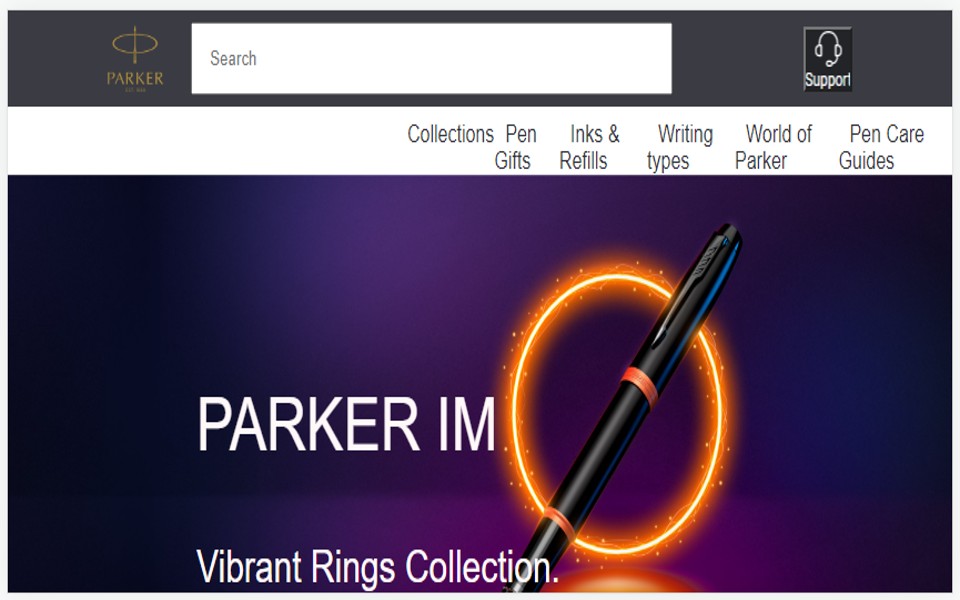 PARKER
Search
Support
Collections Pen Gifts
Inks & Refills
Writing types
World of Parker
Pen Care Guides
PARKER IM
Vibrant Rings Collection.